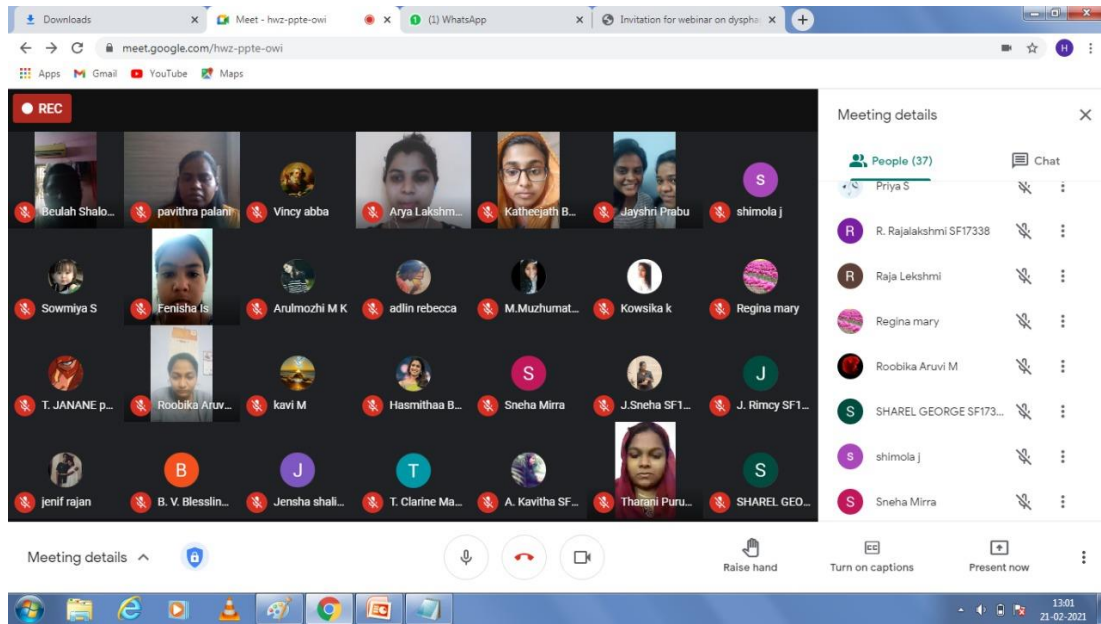 Downloads
Meet - hwz-ppte-owi
(1) WhatsApp
Invitation for webinar on dyspha
meet.google.com/hwz-ppte-owi
H
Apps Gmail YouTube Maps
REC
Beulah Shalo...
pavithra palani
Vincy abba
Arya Lakshm...
Katheejath B...
Jayshri Prabu
S
shimola j
Sowmiya S
Fenisha Is
Arulmozhi M K
adlin rebecca
M.Muzhumat...
Kowsika k
Regina mary
T. JANANE p...
Roobika Aruv...
kavi M
Hasmithaa B...
S
Sneha Mirra
J.Sneha SF1...
J
J. Rimcy SF1...
jenif rajan
B
B. V. Blesslin...
J
Jensha shali...
T
T. Clarine Ma...
A. Kavitha SF...
Tharani Puru...
S
SHAREL GEO...
Meeting details
People (37)
Chat
Priya S
R
R. Rajalakshmi SF17338
R
Raja Lekshmi
Regina mary
Roobika Aruvi M
S
SHAREL GEORGE SF173...
S
shimola j
S
Sneha Mirra
Meeting details
Raise hand
CC
Turn on captions
Present now
13:01
21-02-2021